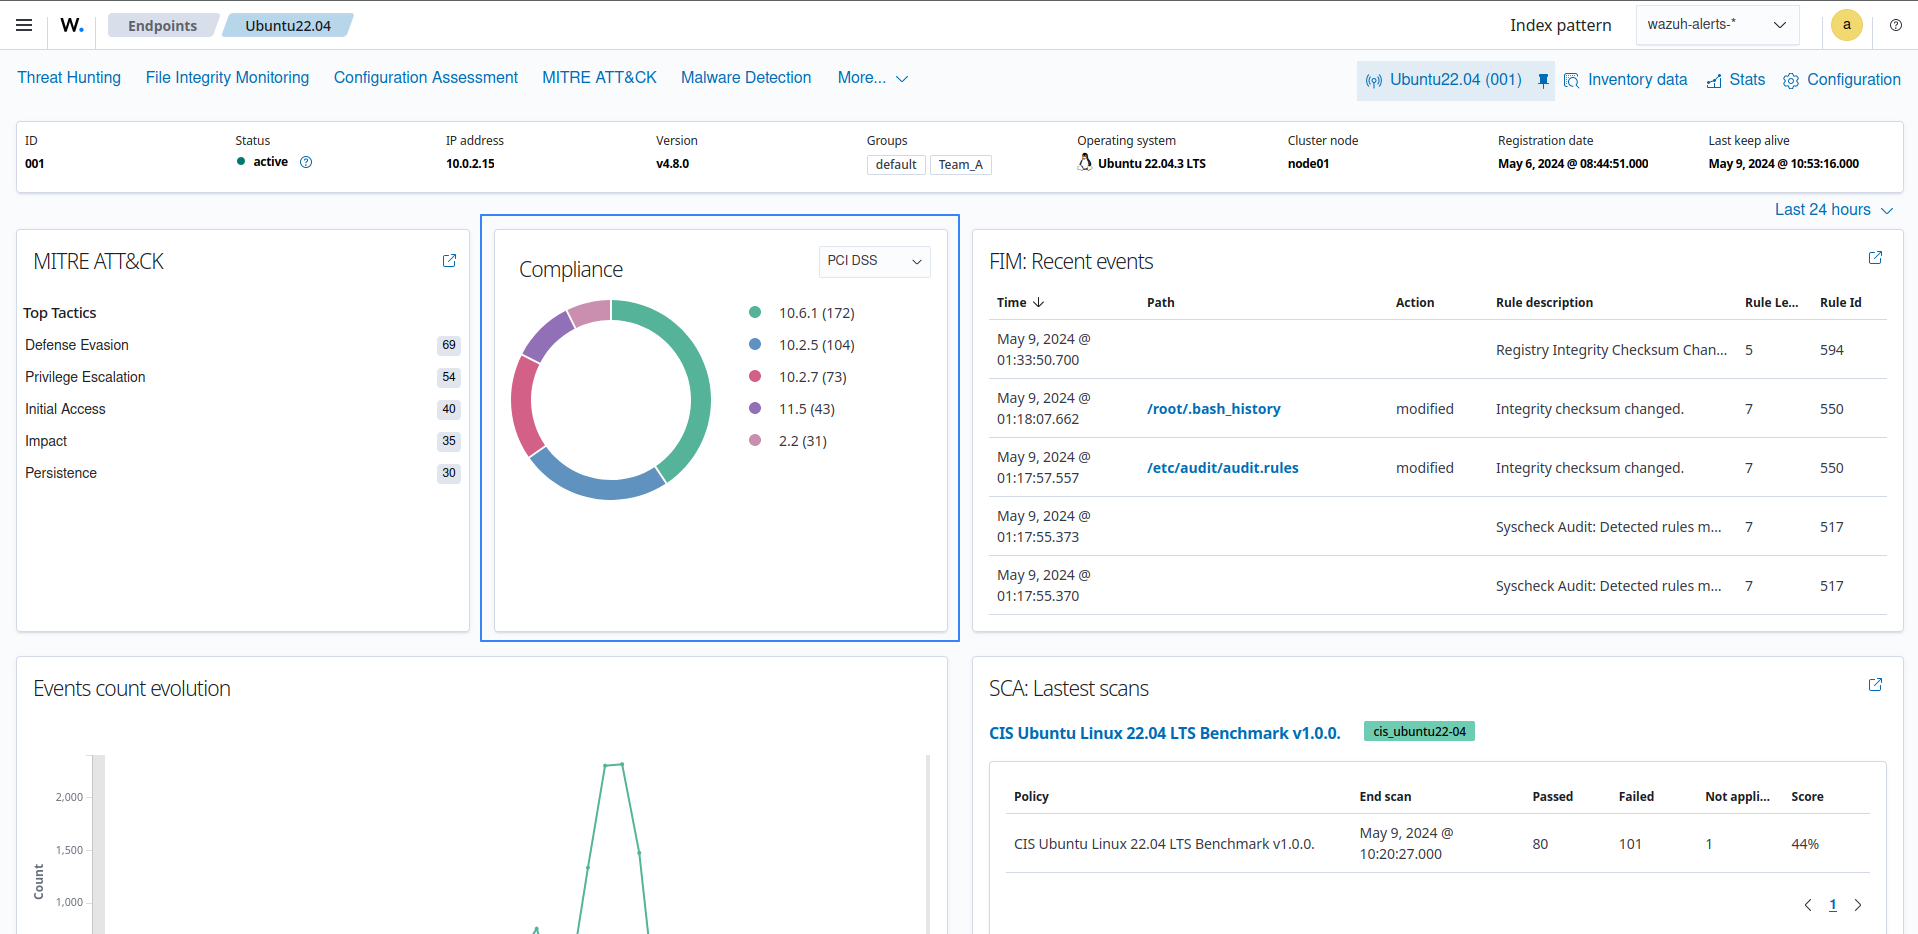 W.
Endpoints
Ubuntu22.04
Index pattern
wazuh-alerts-*
a
Threat Hunting
File Integrity Monitoring
Configuration Assessment
MITRE ATT&CK
Malware Detection
More...
Ubuntu22.04 (001)
Inventory data
Stats
Configuration
ID
001
Status
active
IP address
10.0.2.15
Version
v4.8.0
Groups
default
Team_A
Operating system
Ubuntu 22.04.3 LTS
Cluster node
node01
Registration date
May 6, 2024 @ 08:44:51.000
Last keep alive
May 9, 2024 @ 10:53:16.000
Last 24 hours
MITRE ATT&CK
Top Tactics
Defense Evasion 69
Privilege Escalation 54
Initial Access 40
Impact 35
Persistence 30
Compliance
PCI DSS
10.6.1 (172)
10.2.5 (104)
10.2.7 (73)
11.5 (43)
2.2 (31)
FIM: Recent events
Time Path Action Rule description Rule Le... Rule Id
May 9, 2024 @
01:33:50.700
Registry Integrity Checksum Chan... 5 594
May 9, 2024 @
01:18:07.662
/root/.bash_history modified Integrity checksum changed. 7 550
May 9, 2024 @
01:17:57.557
/etc/audit/audit.rules modified Integrity checksum changed. 7 550
May 9, 2024 @
01:17:55.373
Syscheck Audit: Detected rules m... 7 517
May 9, 2024 @
01:17:55.370
Syscheck Audit: Detected rules m... 7 517
Events count evolution
2,000
1,500
1,000
Count
SCA: Lastest scans
CIS Ubuntu Linux 22.04 LTS Benchmark v1.0.0.
cis_ubuntu22-04
Policy End scan Passed Failed Not appli... Score
CIS Ubuntu Linux 22.04 LTS Benchmark v1.0.0.
May 9, 2024 @
10:20:27.000
80 101 1 44%
1